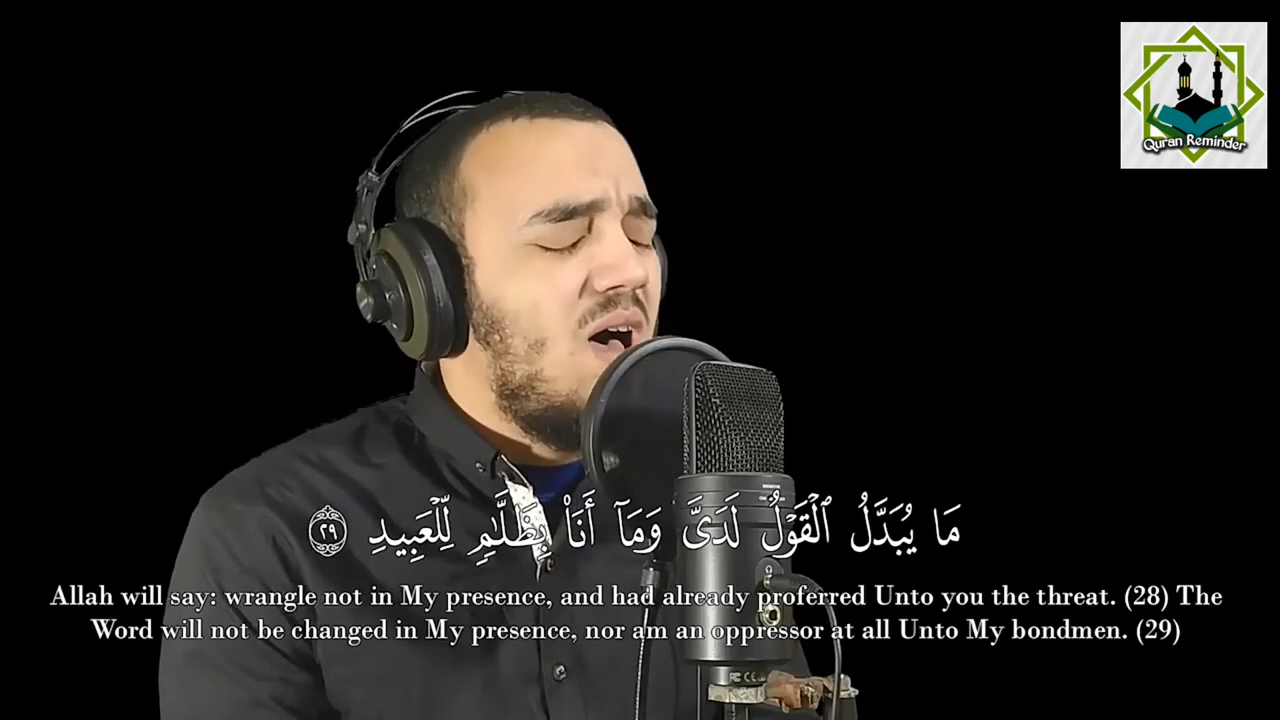 Quran Reminder
مَا يُبَدَّلُ ٱلْقَوْلُ لَدَىَّ وَمَآ أَنَا۠ بِظَلَّـٰمٍ لِّلْعَبِيدِ ٢٩
Allah will say: wrangle not in My presence, and had already proferred Unto you the threat. (28) The
Word will not be changed in My presence, nor am an oppressor at all Unto My bondmen. (29)